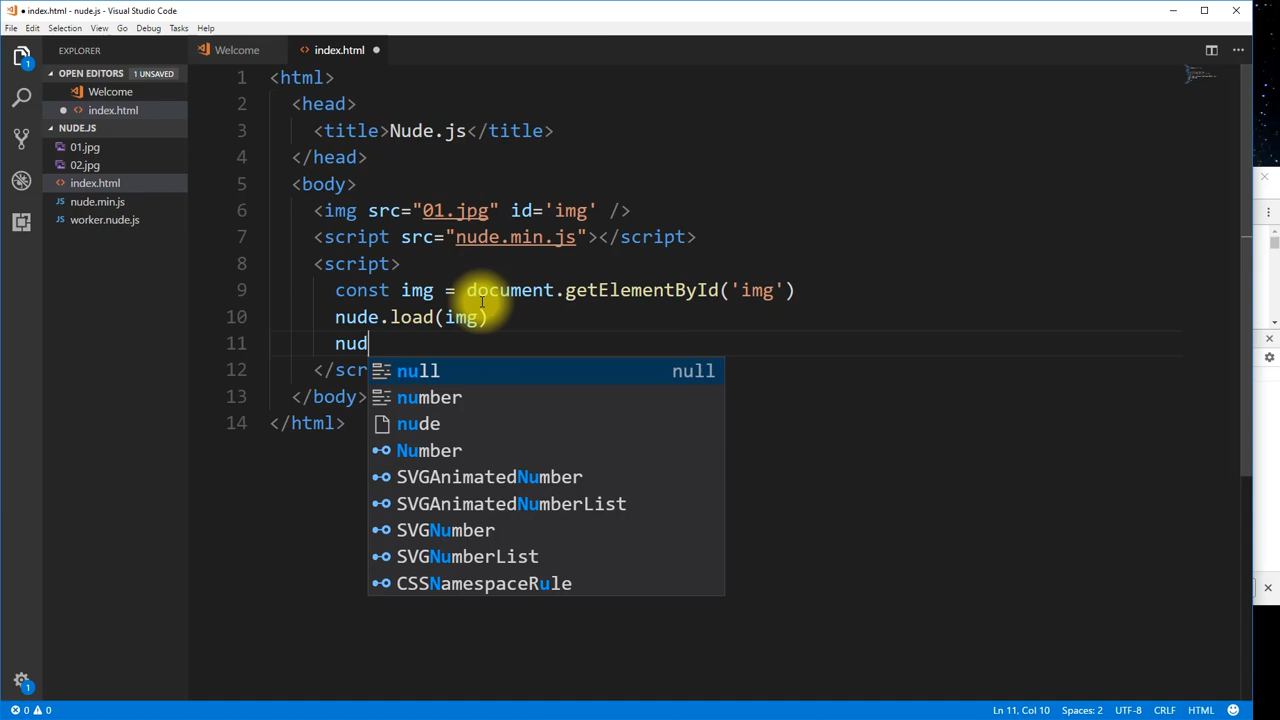 ● index.html - nude.js - Visual Studio Code
File Edit Selection View Go Debug Tasks Help
EXPLORER
Welcome
index.html ●
OPEN EDITORS 1 UNSAVED
Welcome
● index.html
NUDE.JS
01.jpg
02.jpg
index.html
nude.min.js
worker.nude.js
1
1
1 <html>
2 <head>
3 <title>Nude.js</title>
4 </head>
5 <body>
6 <img src="01.jpg" id='img' />
7 <script src="nude.min.js"></script>
8 <script>
9 const img = document.getElementById('img')
10 nude.load(img)
11 nud
12 </scr
13 </body>
14 </html>
null null
number
nude
Number
SVGAnimatedNumber
SVGAnimatedNumberList
SVGNumber
SVGNumberList
CSSNamespaceRule
0 0
Ln 11, Col 10 Spaces: 2 UTF-8 CRLF HTML